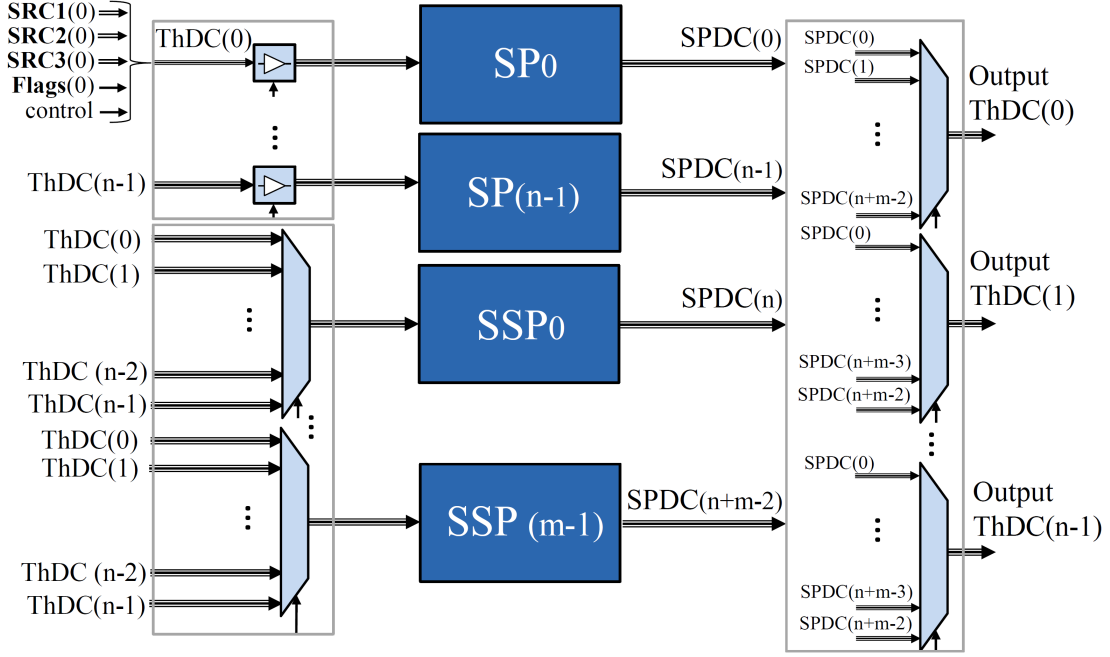 SRC1(0)
SRC2(0)
SRC3(0)
Flags(0)
control
ThDC(0)
ThDC(n-1)
ThDC(0)
ThDC(1)
ThDC (n-2)
ThDC(n-1)
ThDC(0)
ThDC(1)
ThDC (n-2)
ThDC(n-1)
SP0
SP(n-1)
SSP0
SSP (m-1)
SPDC(0)
SPDC(n-1)
SPDC(n)
SPDC(n+m-2)
SPDC(0)
SPDC(1)
SPDC(n+m-2)
SPDC(0)
SPDC(n+m-3)
SPDC(n+m-2)
SPDC(0)
SPDC(n+m-3)
SPDC(n+m-2)
Output
ThDC(0)
Output
ThDC(1)
Output
ThDC(n-1)